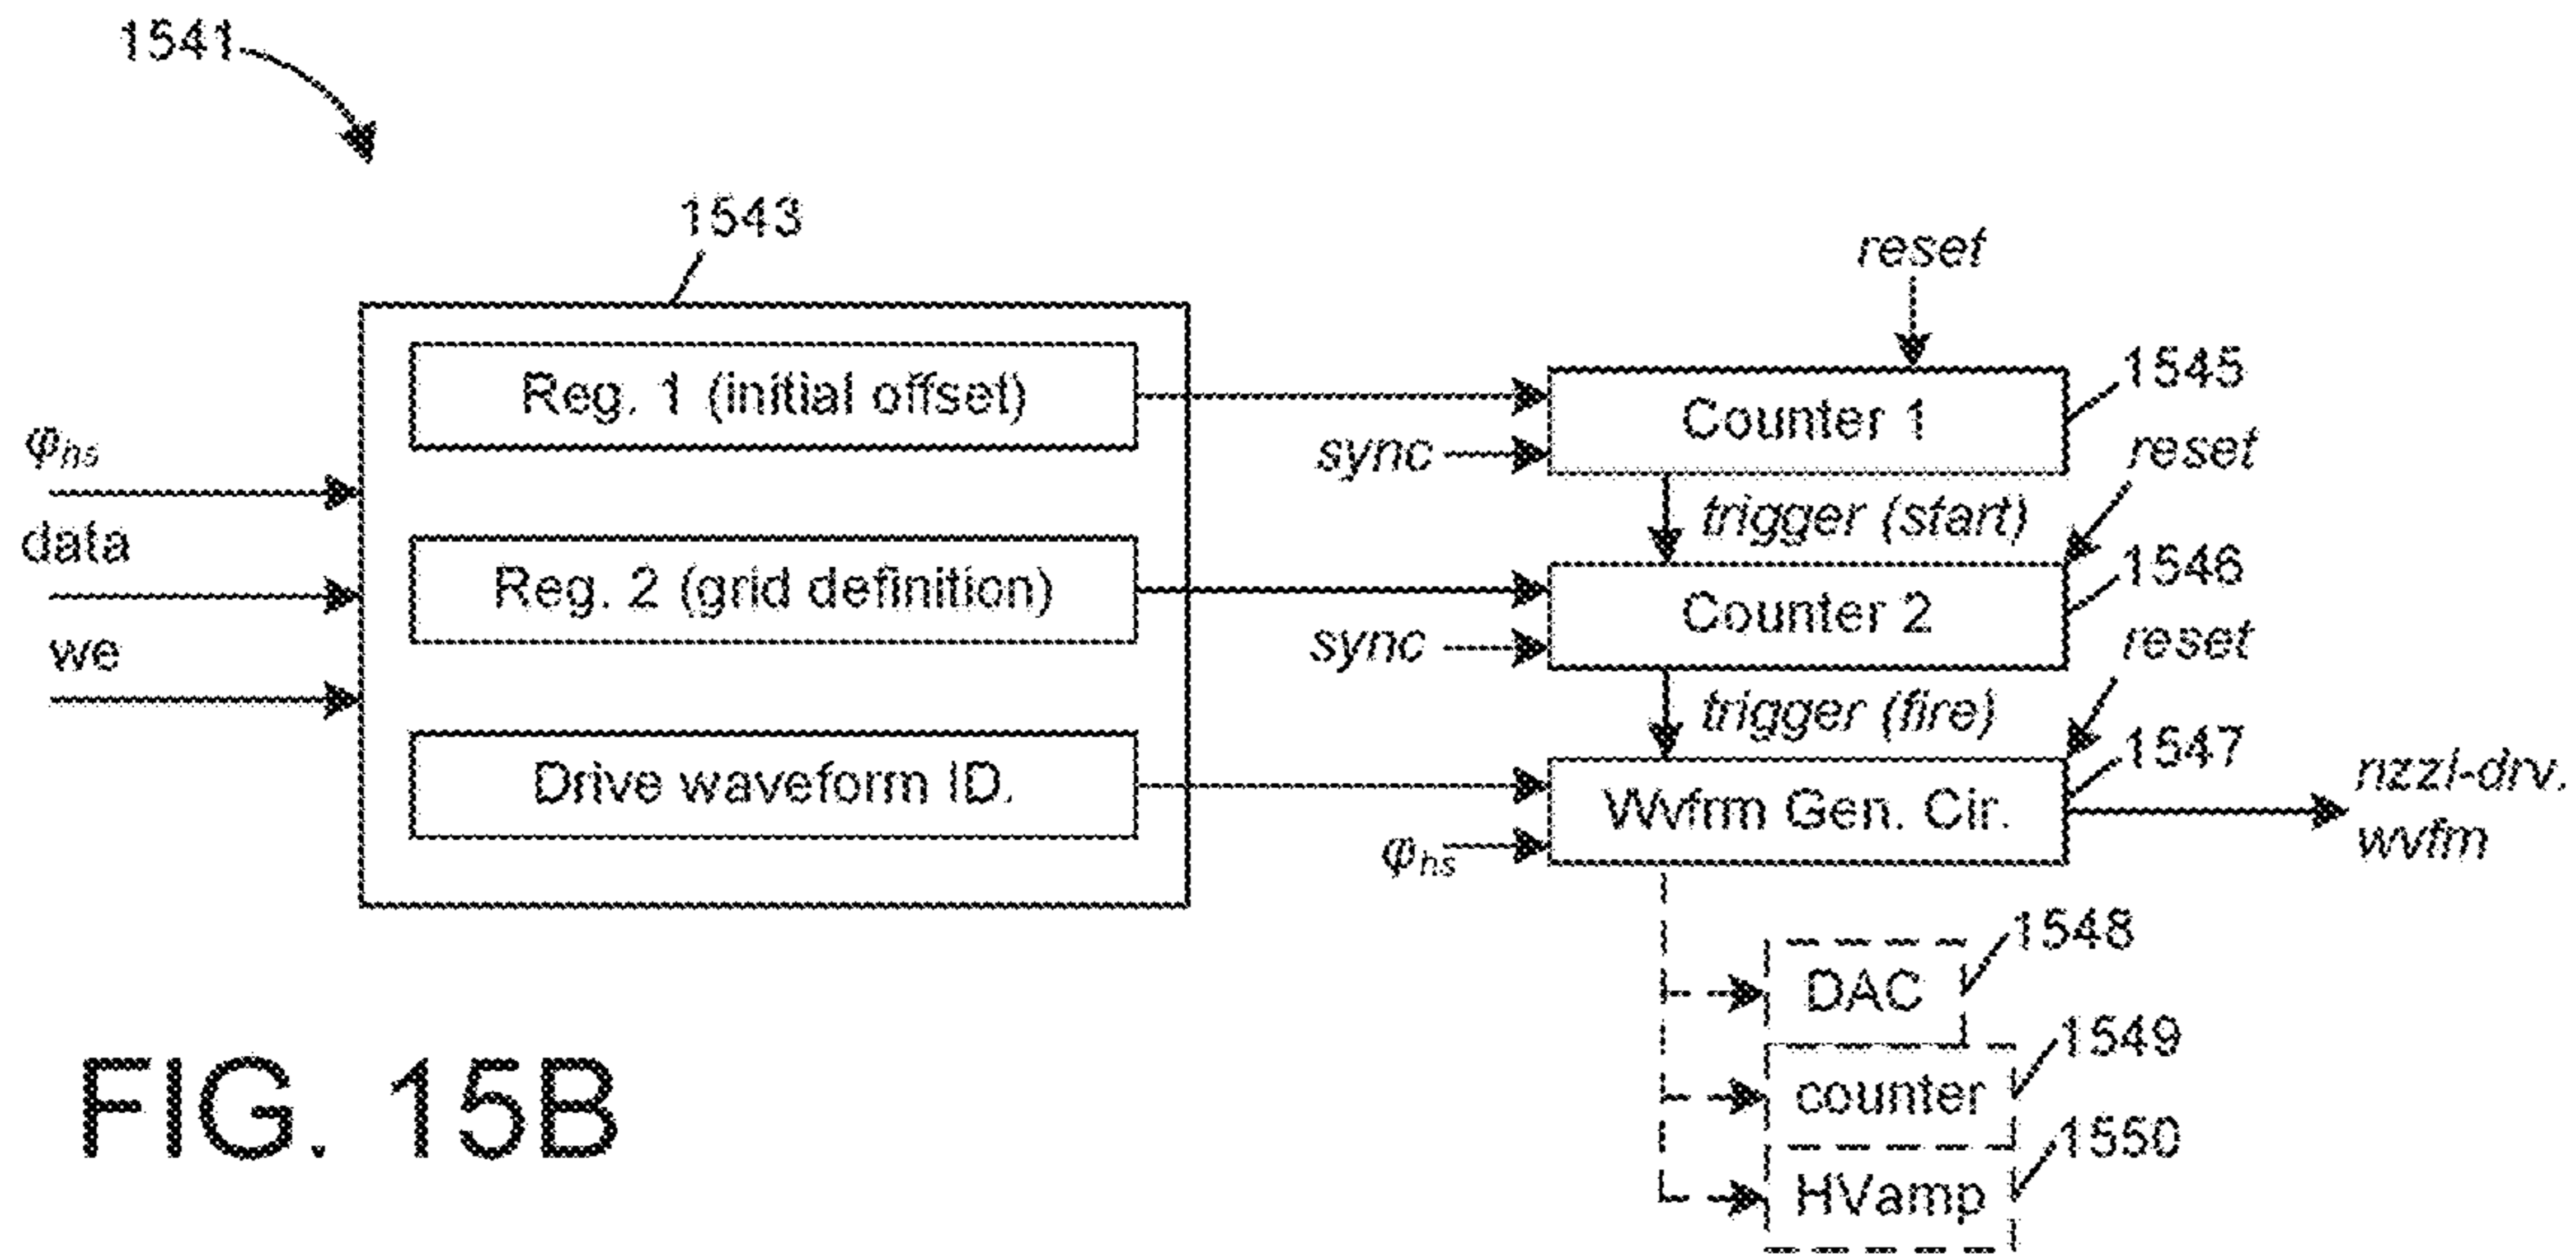 1541
1543
reset
Reg. 1 (initial offset)
Counter 1
1545
sync
reset
φhs
trigger (start)
data
Reg. 2 (grid definition)
Counter 2
1546
we
sync
reset
trigger (fire)
Drive waveform ID.
Wvfrm Gen. Cir.
1547
φhs
nzzl-drv.
wvfm
DAC
1548
counter
1549
HVamp
1550
FIG. 15B